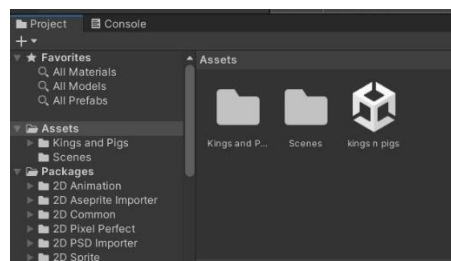 Project
Console
Favorites
All Materials
All Models
All Prefabs
Assets
Kings and Pigs
Scenes
Packages
2D Animation
2D Aseprite Importer
2D Common
2D Pixel Perfect
2D PSD Importer
2D Sprite
Assets
Kings and P...
Scenes
kings n pigs